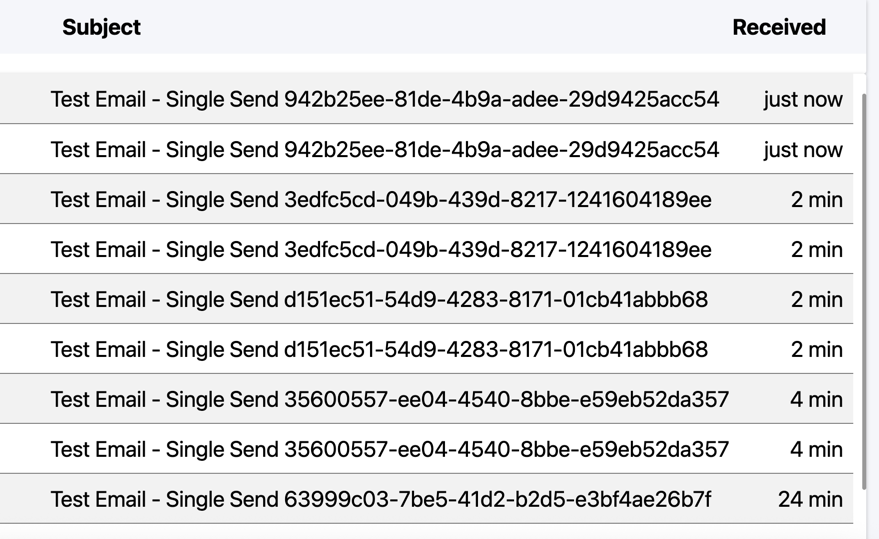 Subject Received
Test Email - Single Send 942b25ee-81de-4b9a-adee-29d9425acc54 just now
Test Email - Single Send 942b25ee-81de-4b9a-adee-29d9425acc54 just now
Test Email - Single Send 3edfc5cd-049b-439d-8217-1241604189ee 2 min
Test Email - Single Send 3edfc5cd-049b-439d-8217-1241604189ee 2 min
Test Email - Single Send d151ec51-54d9-4283-8171-01cb41abbb68 2 min
Test Email - Single Send d151ec51-54d9-4283-8171-01cb41abbb68 2 min
Test Email - Single Send 35600557-ee04-4540-8bbe-e59eb52da357 4 min
Test Email - Single Send 35600557-ee04-4540-8bbe-e59eb52da357 4 min
Test Email - Single Send 63999c03-7be5-41d2-b2d5-e3bf4ae26b7f 24 min